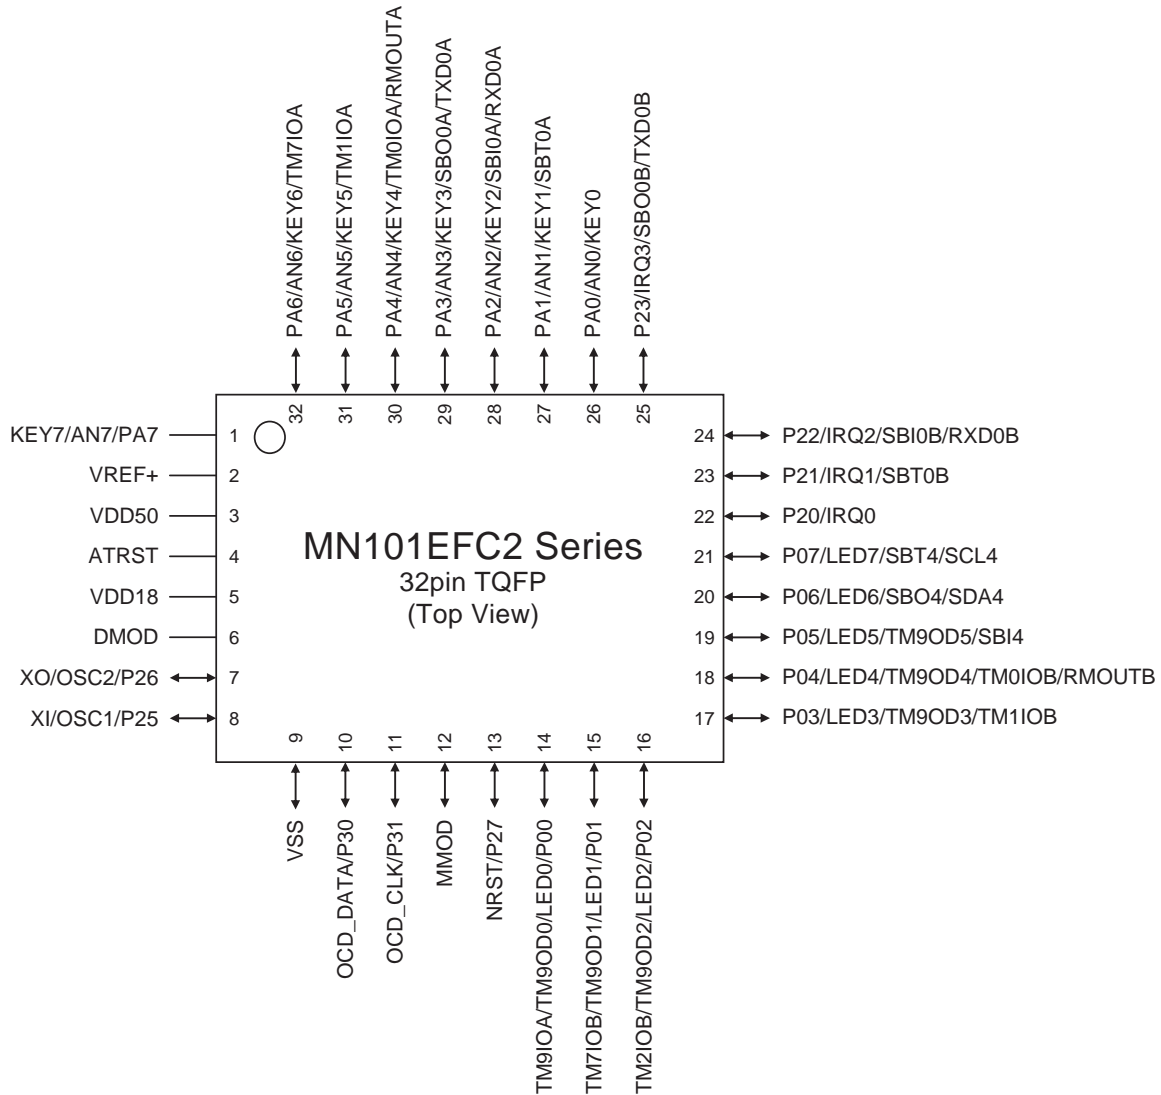 PA6/AN6/KEY6/TM7IOA
PA5/AN5/KEY5/TM1IOA
PA4/AN4/KEY4/TM0IOA/RMOUTA
PA3/AN3/KEY3/SBO0A/TXD0A
PA2/AN2/KEY2/SBI0A/RXD0A
PA1/AN1/KEY1/SBT0A
PA0/AN0/KEY0
P23/IRQ3/SBO0B/TXD0B
32
31
30
29
28
27
26
25
KEY7/AN7/PA7 1
VREF+ 2
VDD50 3
ATRST 4
VDD18 5
DMOD 6
XO/OSC2/P26 7
XI/OSC1/P25 8
MN101EFC2 Series
32pin TQFP
(Top View)
24 P22/IRQ2/SBI0B/RXD0B
23 P21/IRQ1/SBT0B
22 P20/IRQ0
21 P07/LED7/SBT4/SCL4
20 P06/LED6/SBO4/SDA4
19 P05/LED5/TM9OD5/SBI4
18 P04/LED4/TM9OD4/TM0IOB/RMOUTB
17 P03/LED3/TM9OD3/TM1IOB
9
10
11
12
13
14
15
16
VSS
OCD_DATA/P30
OCD_CLK/P31
MMOD
NRST/P27
TM9IOA/TM9OD0/LED0/P00
TM7IOB/TM9OD1/LED1/P01
TM2IOB/TM9OD2/LED2/P02